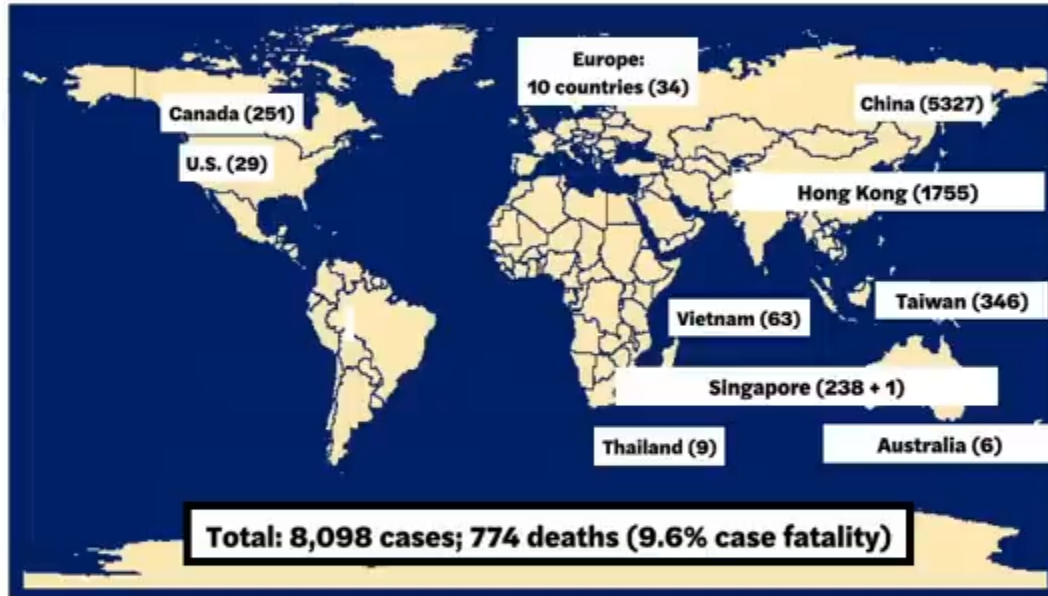 Europe:
10 countries (34)
Canada (251)
China (5327)
U.S. (29)
Hong Kong (1755)
Taiwan (346)
Vietnam (63)
Singapore (238 + 1)
Thailand (9)
Australia (6)
Total: 8,098 cases; 774 deaths (9.6% case fatality)